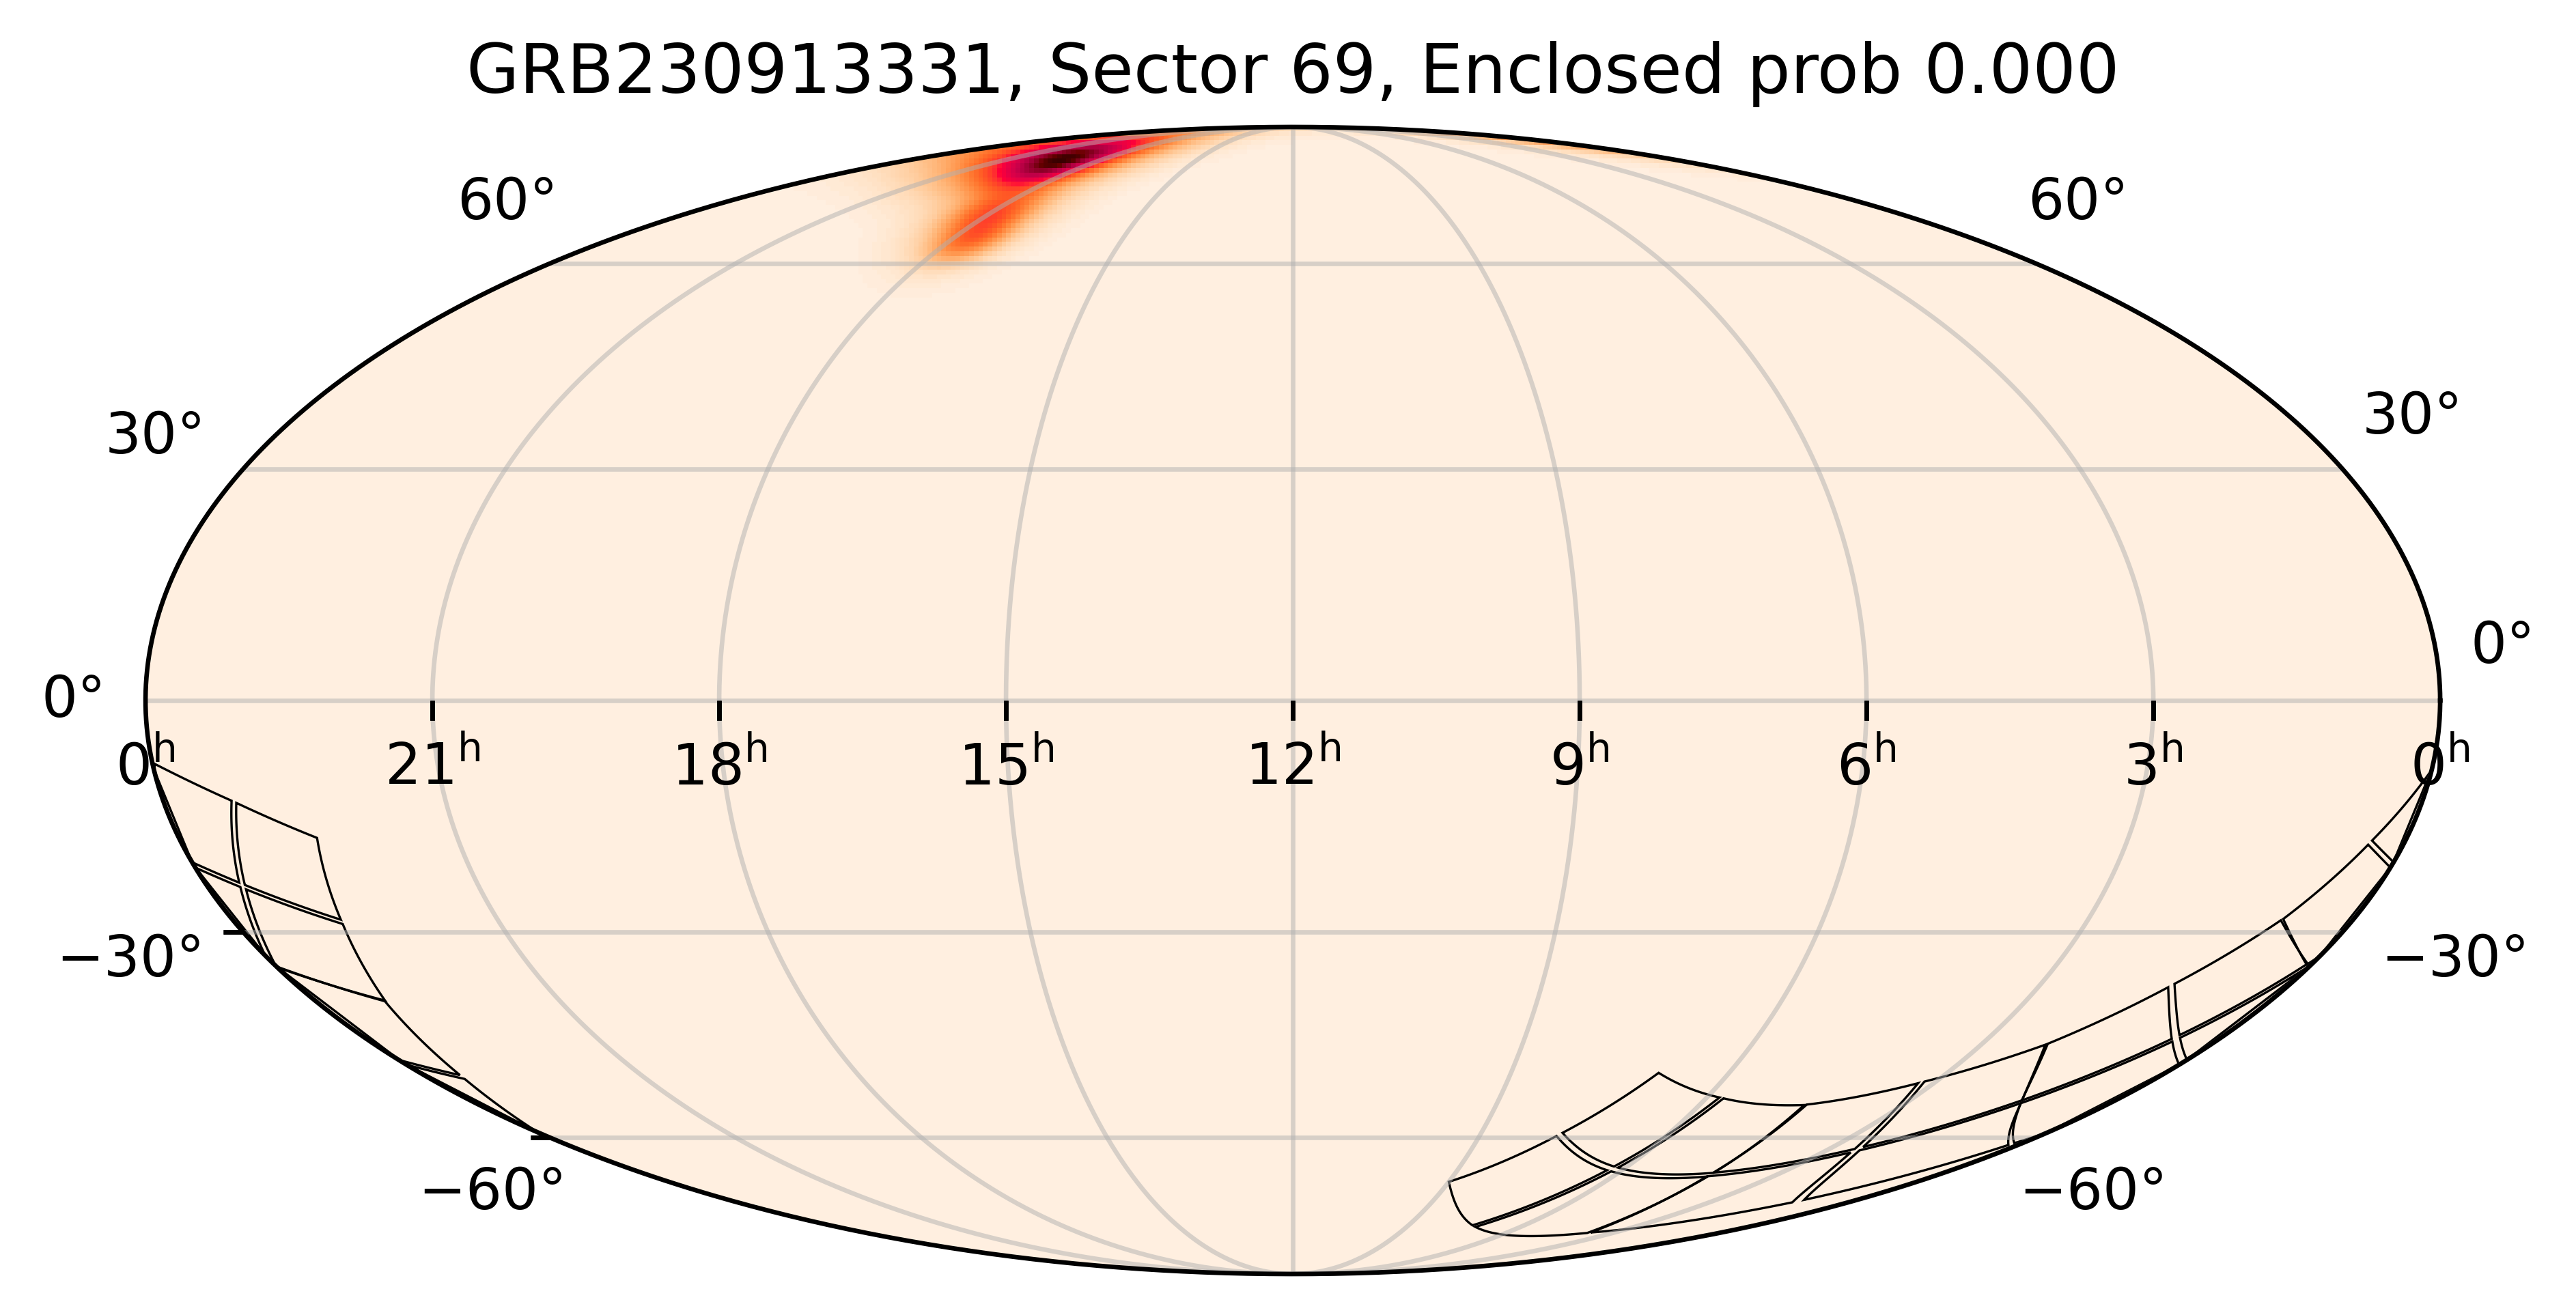 GRB230913331, Sector 69, Enclosed prob 0.000
60° 60°
30° 30°
0° 0°
0ʰ 21ʰ 18ʰ 15ʰ 12ʰ 9ʰ 6ʰ 3ʰ 0ʰ
−30° −30°
−60° −60°